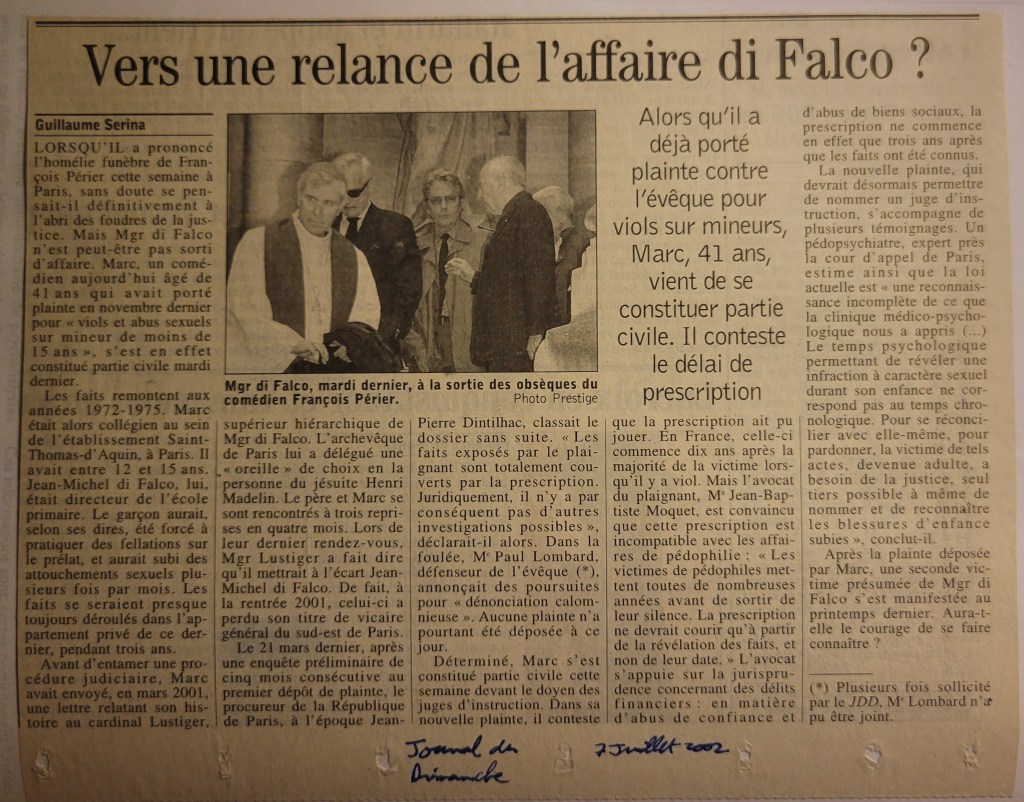 Vers une relance de l'affaire di Falco ?
Guillaume Serina
LORSQU'IL a prononcé
l'homélie funèbre de Fran-
çois Périer cette semaine à
Paris, sans doute se pen-
sait-il définitivement à
l'abri des foudres de la jus-
tice. Mais Mgr di Falco
n'est peut-être pas sorti
d'affaire. Marc, un comé-
dien aujourd'hui âgé de
41 ans qui avait porté
plainte en novembre dernier
pour « viols et abus sexuels
sur mineur de moins de
15 ans », s'est en effet
constitué partie civile mardi
dernier.
Les faits remontent aux
années 1972-1975. Marc
était alors collégien au sein
de l'établissement Saint-
Thomas-d'Aquin, à Paris. Il
avait entre 12 et 15 ans.
Jean-Michel di Falco, lui,
était directeur de l'école
primaire. Le garçon aurait,
selon ses dires, été forcé à
pratiquer des fellations sur
le prélat, et aurait subi des
attouchements sexuels plu-
sieurs fois par mois. Les
faits se seraient presque
toujours déroulés dans l'ap-
partement privé de ce der-
nier, pendant trois ans.
Avant d'entamer une pro-
cédure judiciaire, Marc
avait envoyé, en mars 2001,
une lettre relatant son his-
toire au cardinal Lustiger,
Mgr di Falco, mardi dernier, à la sortie des obsèques du
comédien François Périer.
Photo Prestige
supérieur hiérarchique de
Mgr di Falco. L'archevêque
de Paris lui a délégué une
« oreille » de choix en la
personne du jésuite Henri
Madelin. Le père et Marc se
sont rencontrés à trois repri-
ses en quatre mois. Lors de
leur dernier rendez-vous,
Mgr Lustiger a fait dire
qu'il mettrait à l'écart Jean-
Michel di Falco. De fait, à
la rentrée 2001, celui-ci a
perdu son titre de vicaire
général du sud-est de Paris.
Le 21 mars dernier, après
une enquête préliminaire de
cinq mois consécutive au
premier dépôt de plainte, le
procureur de la République
de Paris, à l'époque Jean-
Pierre Dintilhac, classait le
dossier sans suite. « Les
faits exposés par le plai-
gnant sont totalement cou-
verts par la prescription.
Juridiquement, il n'y a par
conséquent pas d'autres
investigations possibles »,
déclarait-il alors. Dans la
foulée, Mᵉ Paul Lombard,
défenseur de l'évêque (*),
annonçait des poursuites
pour « dénonciation calom-
nieuse ». Aucune plainte n'a
pourtant été déposée à ce
jour.
Déterminé, Marc s'est
constitué partie civile cette
semaine devant le doyen des
juges d'instruction. Dans sa
nouvelle plainte, il conteste
Alors qu'il a
déjà porté
plainte contre
l'évêque pour
viols sur mineurs,
Marc, 41 ans,
vient de se
constituer partie
civile. Il conteste
le délai de
prescription
que la prescription ait pu
jouer. En France, celle-ci
commence dix ans après la
majorité de la victime lors-
qu'il y a viol. Mais l'avocat
du plaignant, Mᵉ Jean-Bap-
tiste Moquet, est convaincu
que cette prescription est
incompatible avec les affai-
res de pédophilie : « Les
victimes de pédophiles met-
tent toutes de nombreuses
années avant de sortir de
leur silence. La prescription
ne devrait courir qu'à partir
de la révélation des faits, et
non de leur date. » L'avocat
s'appuie sur la jurispru-
dence concernant des délits
financiers : en matière
d'abus de confiance et
d'abus de biens sociaux, la
prescription ne commence
en effet que trois ans après
que les faits ont été connus.
La nouvelle plainte, qui
devrait désormais permettre
de nommer un juge d'ins-
truction, s'accompagne de
plusieurs témoignages. Un
pédopsychiatre, expert près
la cour d'appel de Paris,
estime ainsi que la loi
actuelle est « une reconnais-
sance incomplète de ce que
la clinique médico-psycho-
logique nous a appris (...)
Le temps psychologique
permettant de révéler une
infraction à caractère sexuel
durant son enfance ne cor-
respond pas au temps chro-
nologique. Pour se réconci-
lier avec elle-même, pour
pardonner, la victime de tels
actes, devenue adulte, a
besoin de la justice, seul
tiers possible à même de
nommer et de reconnaître
les blessures d'enfance
subies », conclut-il.
Après la plainte déposée
par Marc, une seconde vic-
time présumée de Mgr di
Falco s'est manifestée au
printemps dernier. Aura-t-
elle le courage de se faire
connaître ?
(*) Plusieurs fois sollicité
par le JDD, Mᵉ Lombard n'a
pu être joint.
Journal du
Dimanche
7 Juillet 2002